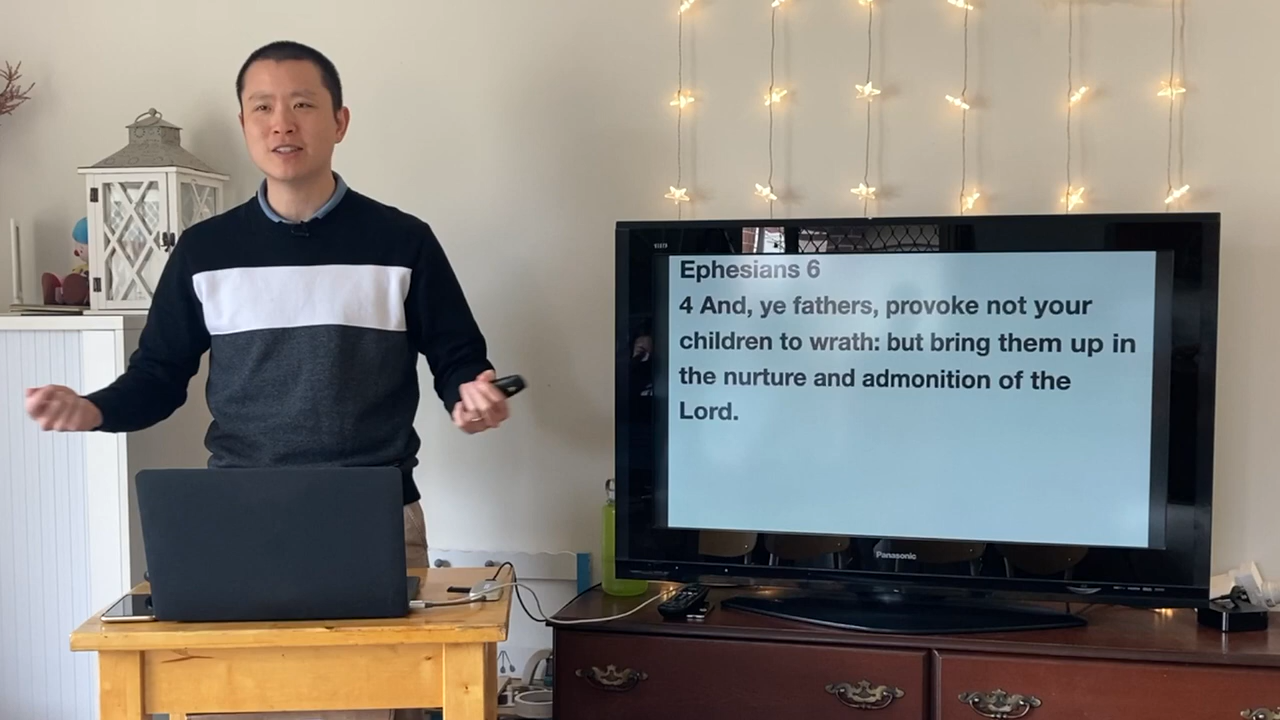 Ephesians 6
4 And, ye fathers, provoke not your
children to wrath: but bring them up in
the nurture and admonition of the
Lord.
Panasonic